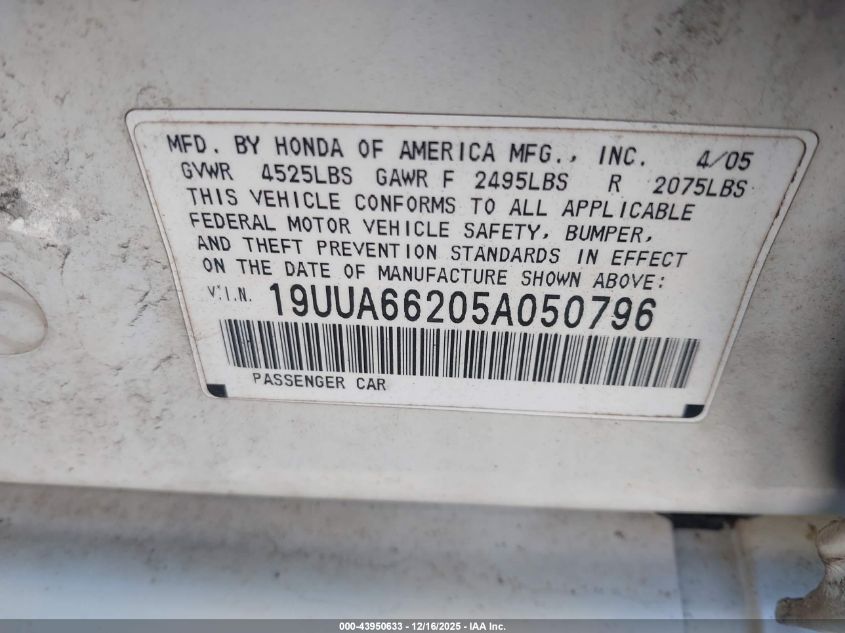 MFD. BY HONDA OF AMERICA MFG., INC. 4/05
GVWR 4525LBS GAWR F 2495LBS R 2075LBS
THIS VEHICLE CONFORMS TO ALL APPLICABLE
FEDERAL MOTOR VEHICLE SAFETY, BUMPER,
AND THEFT PREVENTION STANDARDS IN EFFECT
ON THE DATE OF MANUFACTURE SHOWN ABOVE:
V.I.N. 19UUA66205A050796
PASSENGER CAR
000-43950633 - 12/16/2025 - IAA Inc.